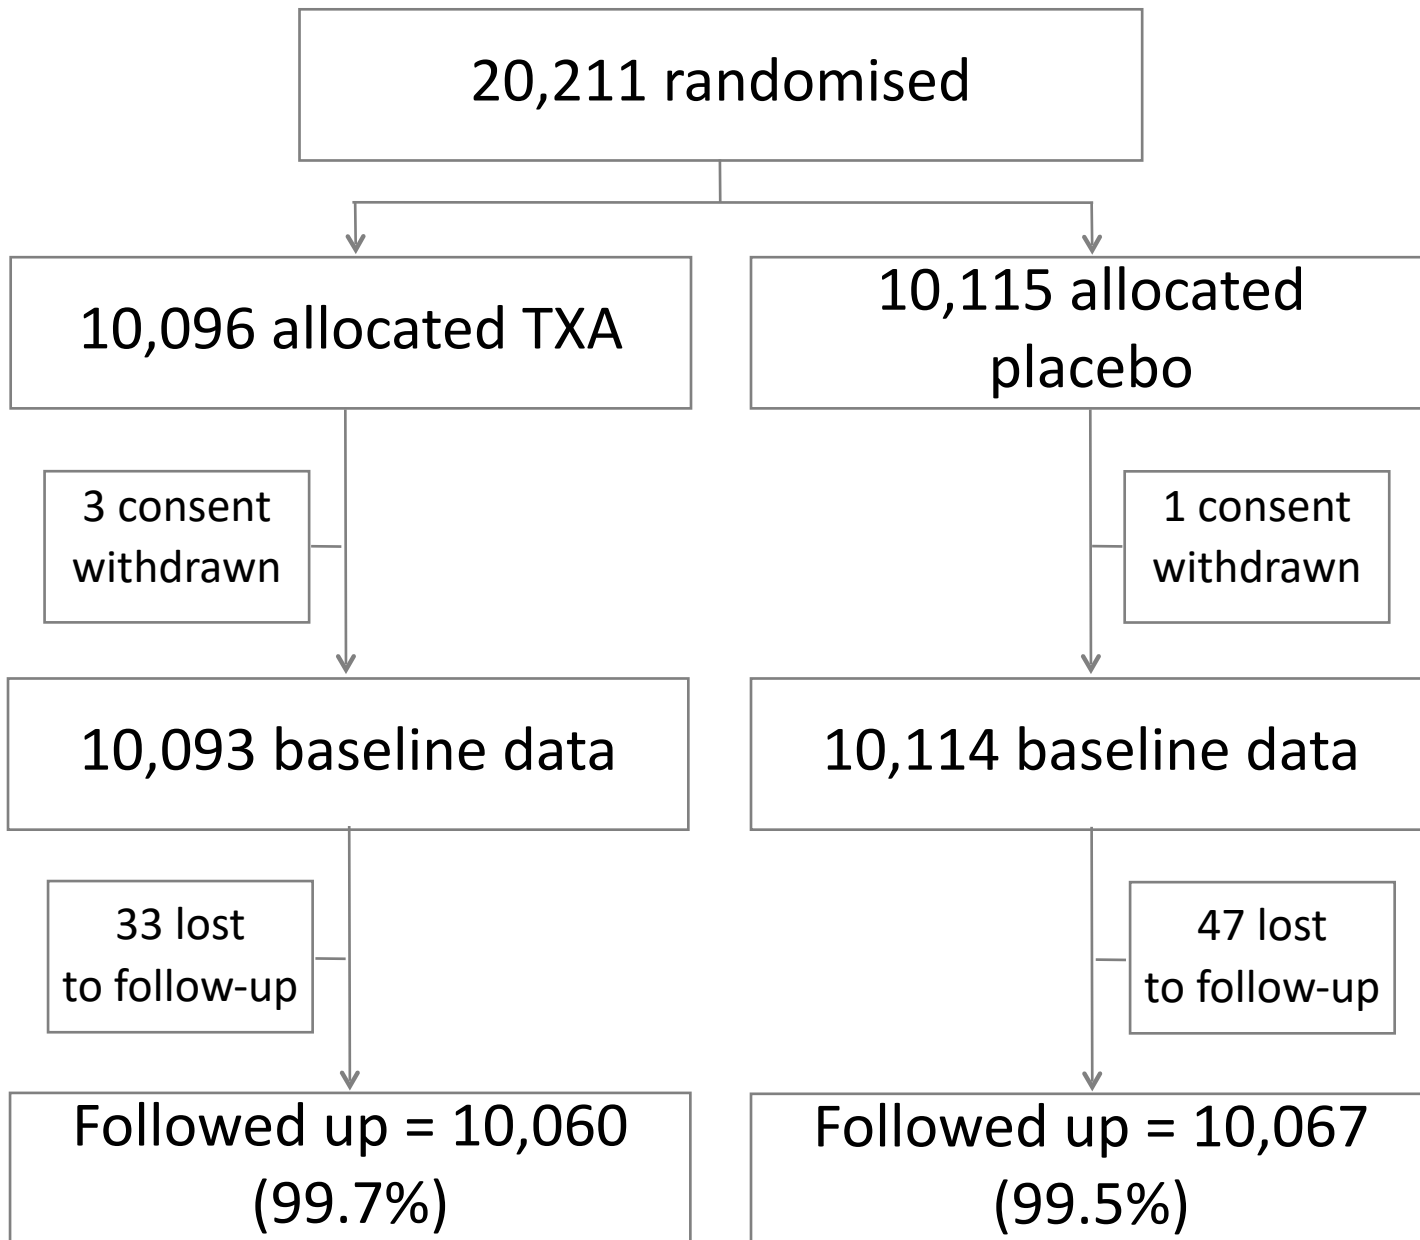 20,211 randomised
10,096 allocated TXA
10,115 allocated
placebo
3 consent
withdrawn
1 consent
withdrawn
10,093 baseline data
10,114 baseline data
33 lost
to follow-up
47 lost
to follow-up
Followed up = 10,060
(99.7%)
Followed up = 10,067
(99.5%)